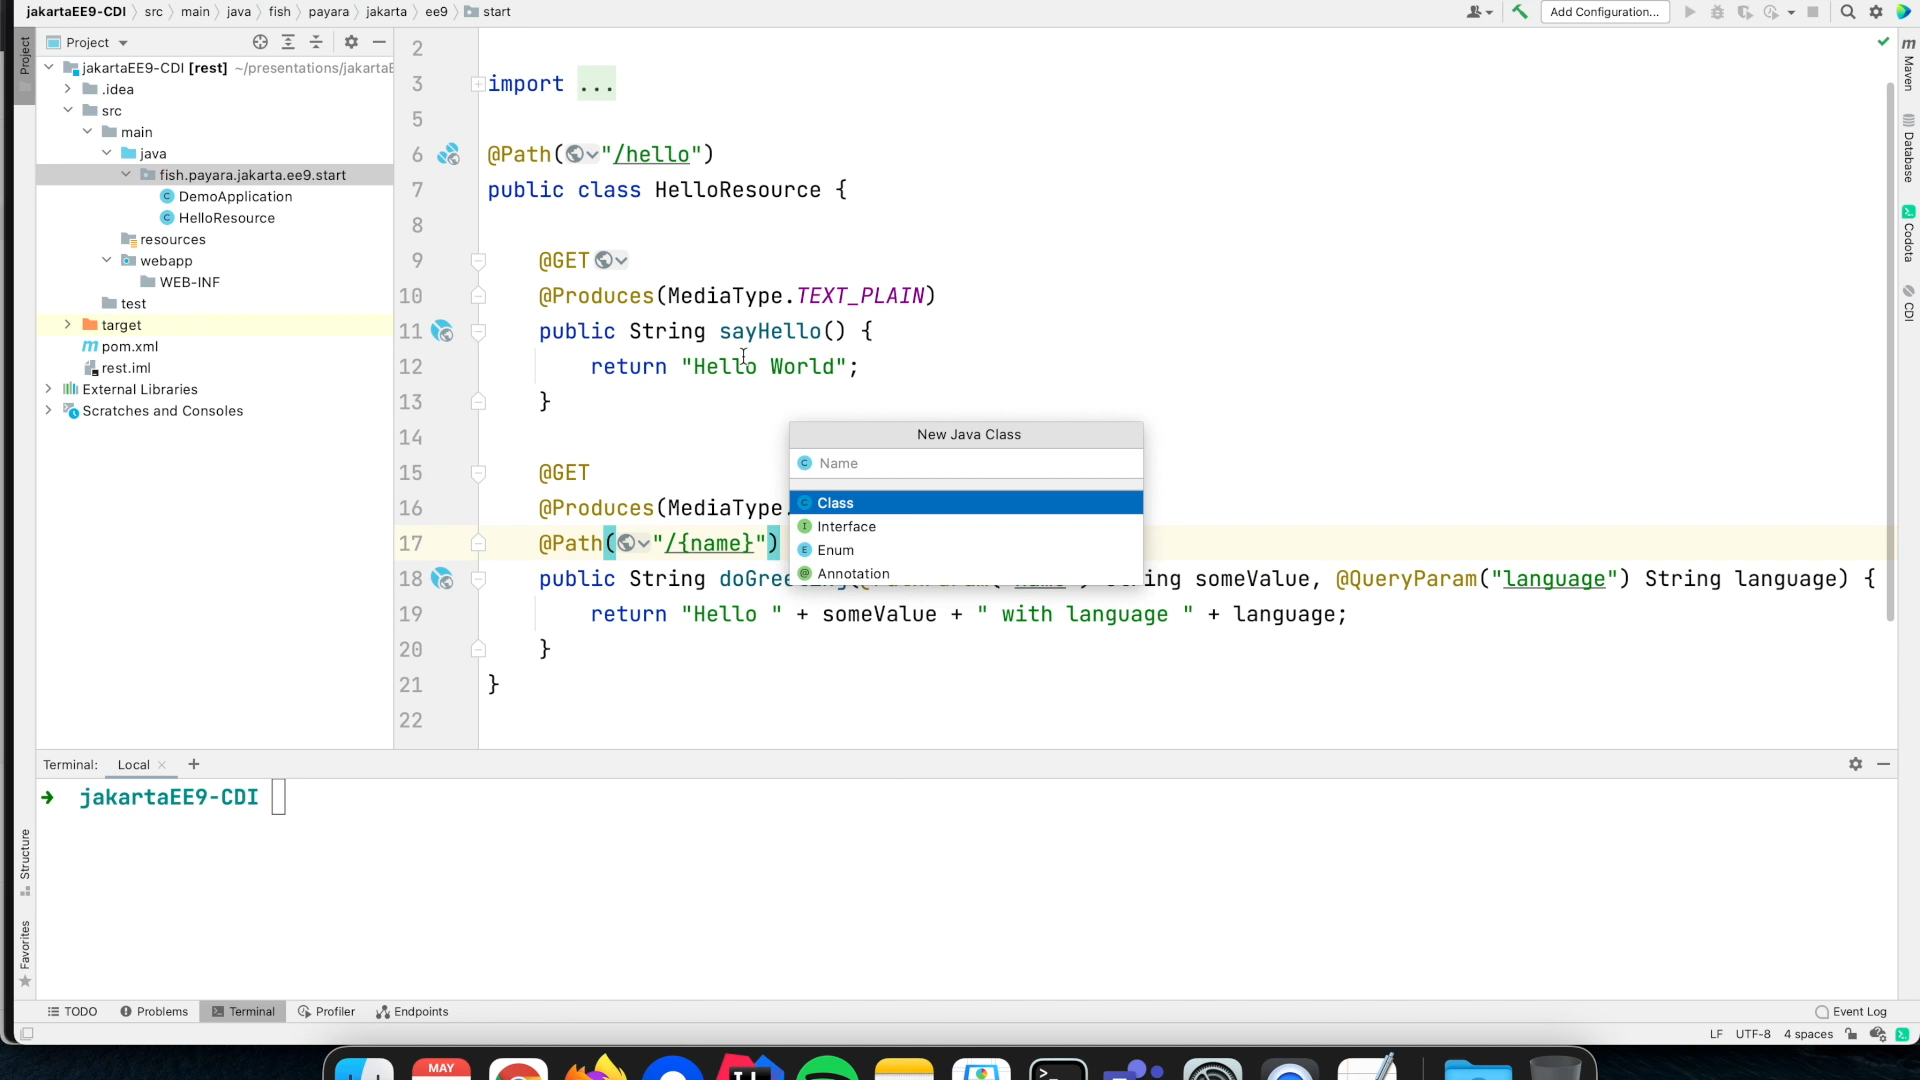 jakartaEE9-CDI src main java fish payara jakarta ee9 start
Add Configuration...
Project
Project
jakartaEE9-CDI [rest] ~/presentations/jakartaE
.idea
src
main
java
fish.payara.jakarta.ee9.start
DemoApplication
HelloResource
resources
webapp
WEB-INF
test
target
pom.xml
rest.iml
External Libraries
Scratches and Consoles
2
3 import ...
5
6 @Path("/hello")
7 public class HelloResource {
8
9 @GET
10 @Produces(MediaType.TEXT_PLAIN)
11 public String sayHello() {
12 return "Hello World";
13 }
14
15 @GET
16 @Produces(MediaType.
17 @Path("/{name}")
18 public String doGree ing someValue, @QueryParam("language") String language) {
19 return "Hello " + someValue + " with language " + language;
20 }
21 }
22
New Java Class
Name
Class
Interface
Enum
Annotation
Maven
Database
Codota
CDI
Terminal: Local
→ jakartaEE9-CDI
Structure
Favorites
TODO Problems Terminal Profiler Endpoints
Event Log
LF UTF-8 4 spaces
MAY